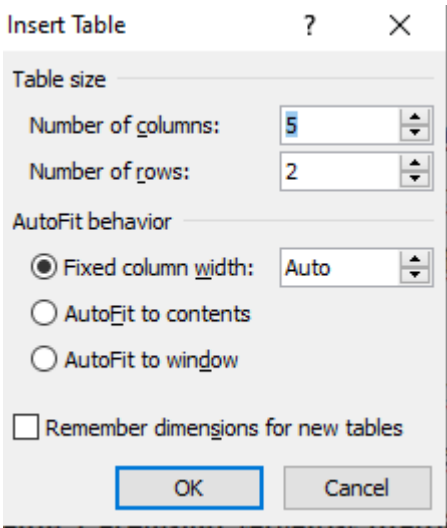 Insert Table ?
Table size
Number of columns: 5
Number of rows: 2
AutoFit behavior
Fixed column width: Auto
AutoFit to contents
AutoFit to window
Remember dimensions for new tables
OK Cancel